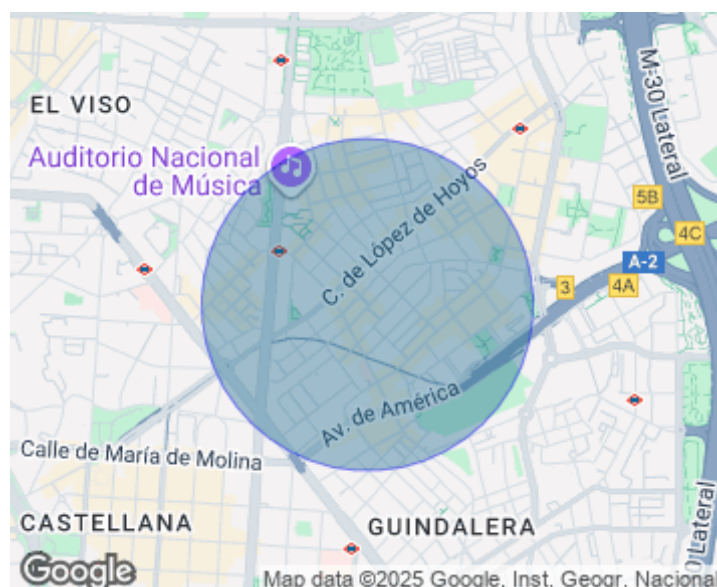 EL VISO
Auditorio Nacional
de Música
C. de López de Hoyos
M-30 Lateral
5B
4C
A-2
4A
3
Av. de América
Calle de María de Molina
CASTELLANA
GUINDALERA
0 Lateral
Google
Map data ©2025 Google, Inst. Geogr. Nacional